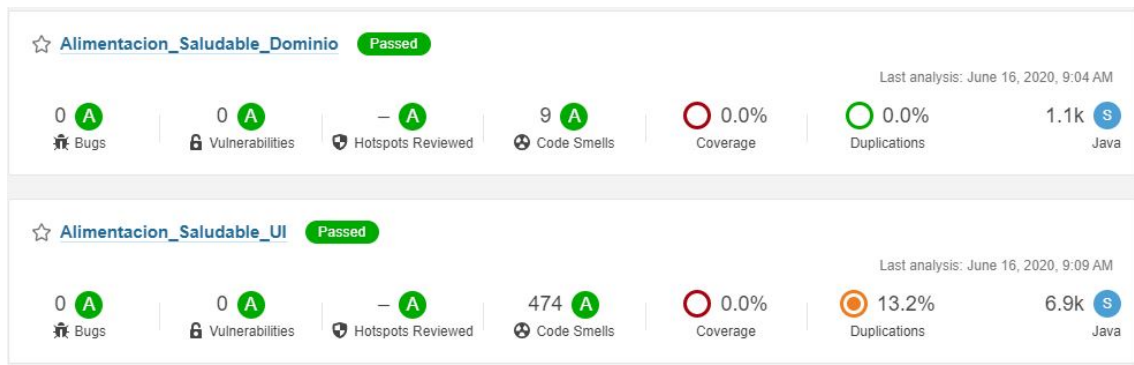 Alimentacion_Saludable_Dominio Passed
Last analysis: June 16, 2020, 9:04 AM
0 A 0 A – A 9 A 0.0% 0.0% 1.1k S
Bugs Vulnerabilities Hotspots Reviewed Code Smells Coverage Duplications Java
Alimentacion_Saludable_UI Passed
Last analysis: June 16, 2020, 9:09 AM
0 A 0 A – A 474 A 0.0% 13.2% 6.9k S
Bugs Vulnerabilities Hotspots Reviewed Code Smells Coverage Duplications Java